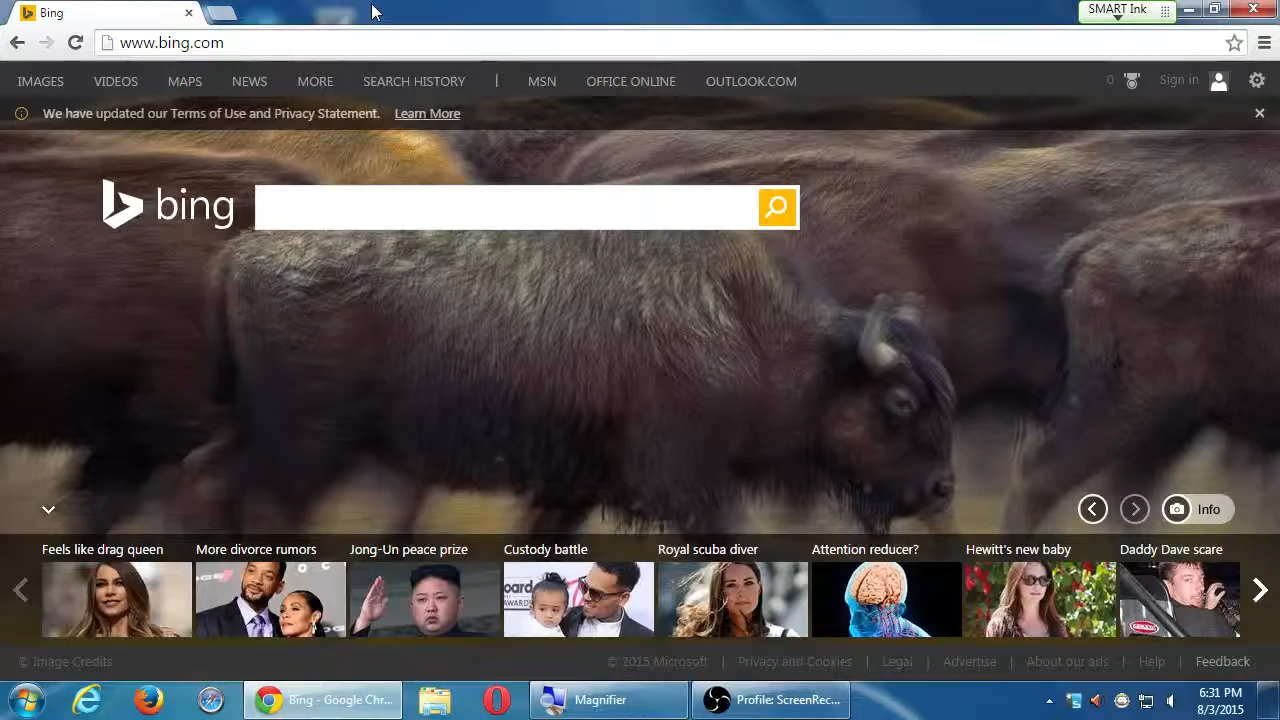 Bing
SMART Ink
www.bing.com
IMAGES VIDEOS MAPS NEWS MORE SEARCH HISTORY | MSN OFFICE ONLINE OUTLOOK.COM 0 Sign in
We have updated our Terms of Use and Privacy Statement. Learn More
bing
Info
Feels like drag queen More divorce rumors Jong-Un peace prize Custody battle Royal scuba diver Attention reducer? Hewitt's new baby Daddy Dave scare
© Image Credits © 2015 Microsoft | Privacy and Cookies | Legal | Advertise | About our ads | Help | Feedback
Bing - Google Chr... Magnifier Profile: ScreenRec... 6:31 PM
8/3/2015